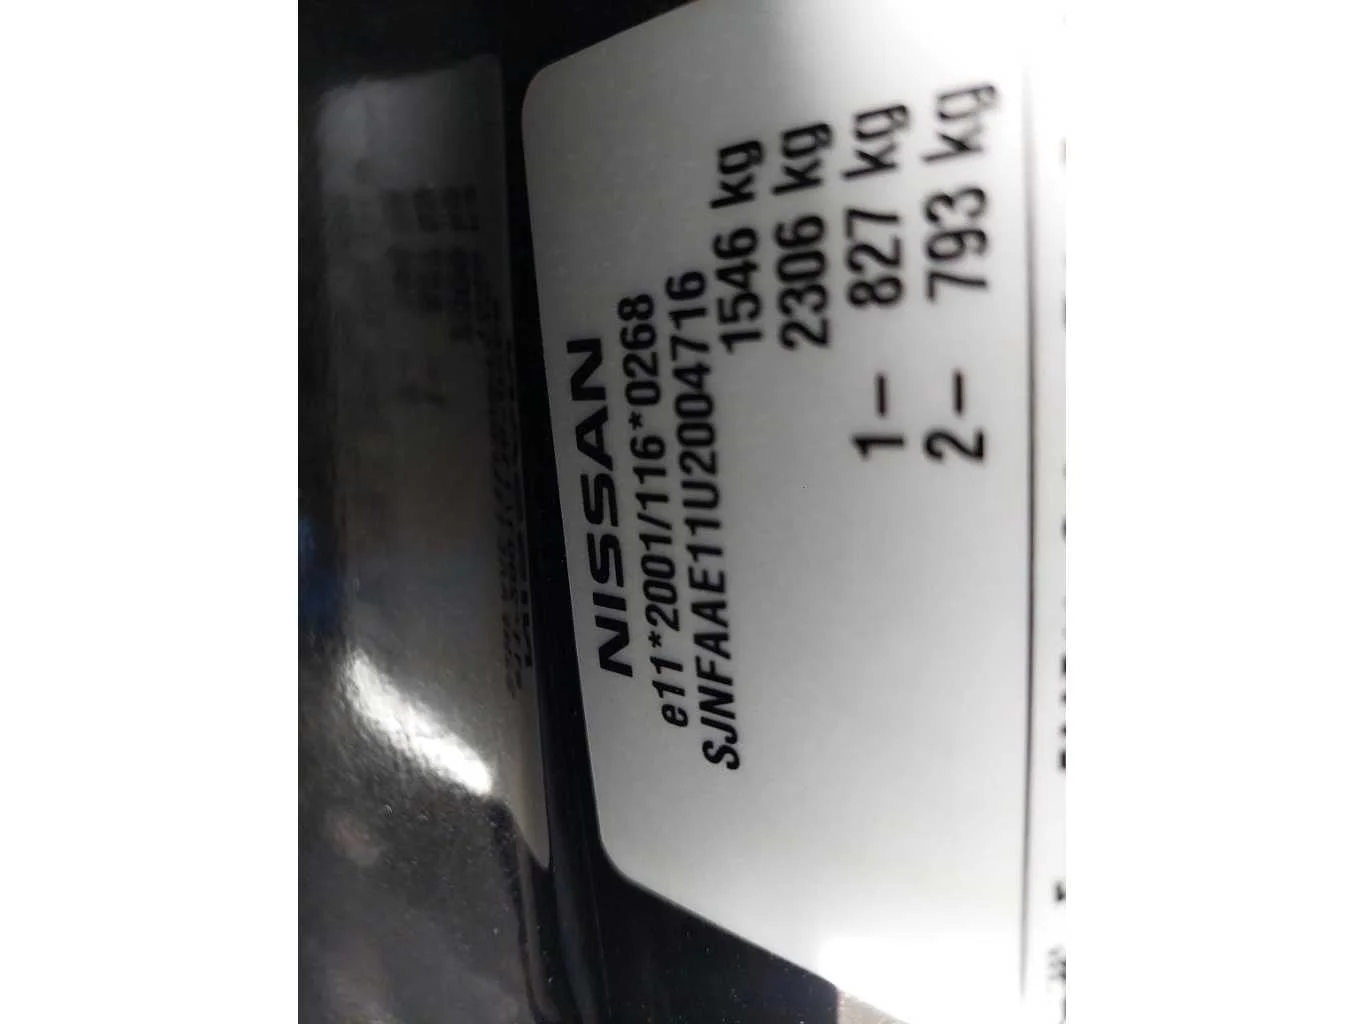 NISSAN
e11*2001/116*0268
SJNFAAE11U2004716
1546 kg
2306 kg
1– 827 kg
2– 793 kg